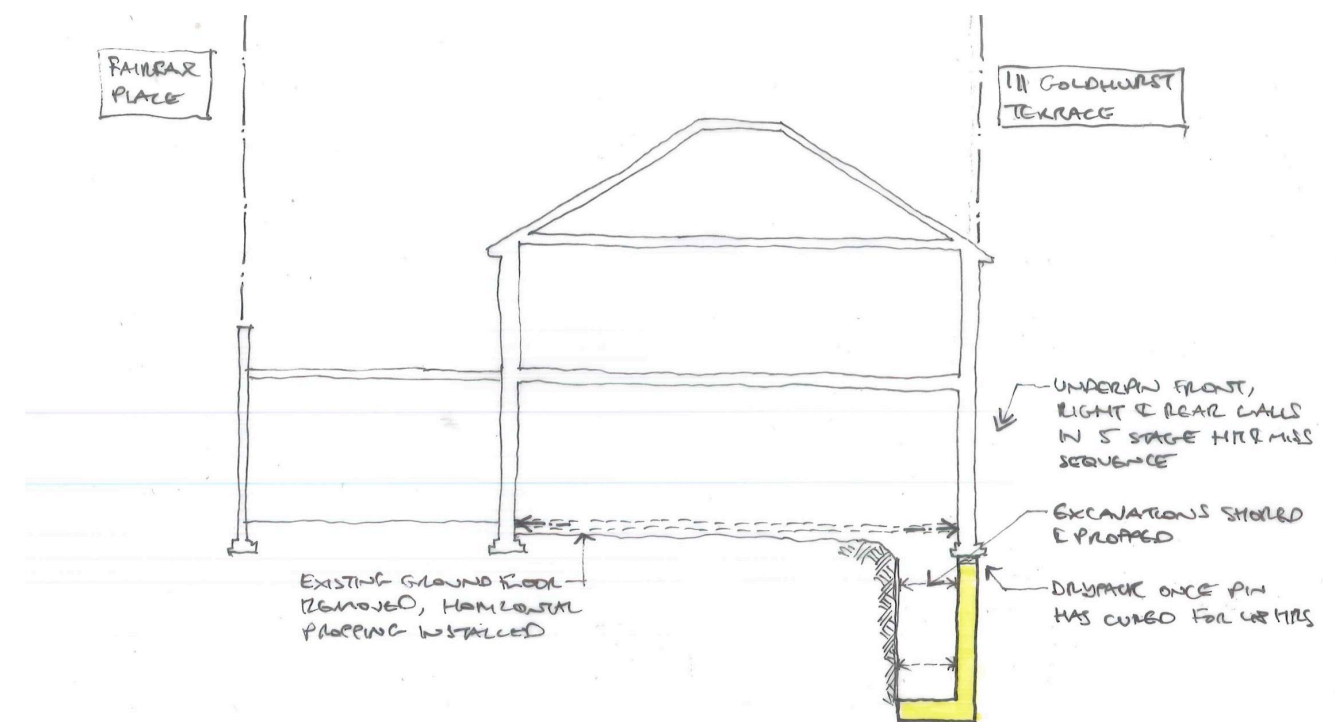 FAIRFAX
PLACE
111 GOLDHURST
TERRACE
UNDERPIN FRONT,
RIGHT & REAR WALLS
IN 5 STAGE HIT & MISS
SEQUENCE
EXCAVATIONS SHORED
& PROPPED
EXISTING GROUND FLOOR
REMOVED, HORIZONTAL
PROPPING INSTALLED
DRYPACK ONCE PIN
HAS CURED FOR 48 HRS